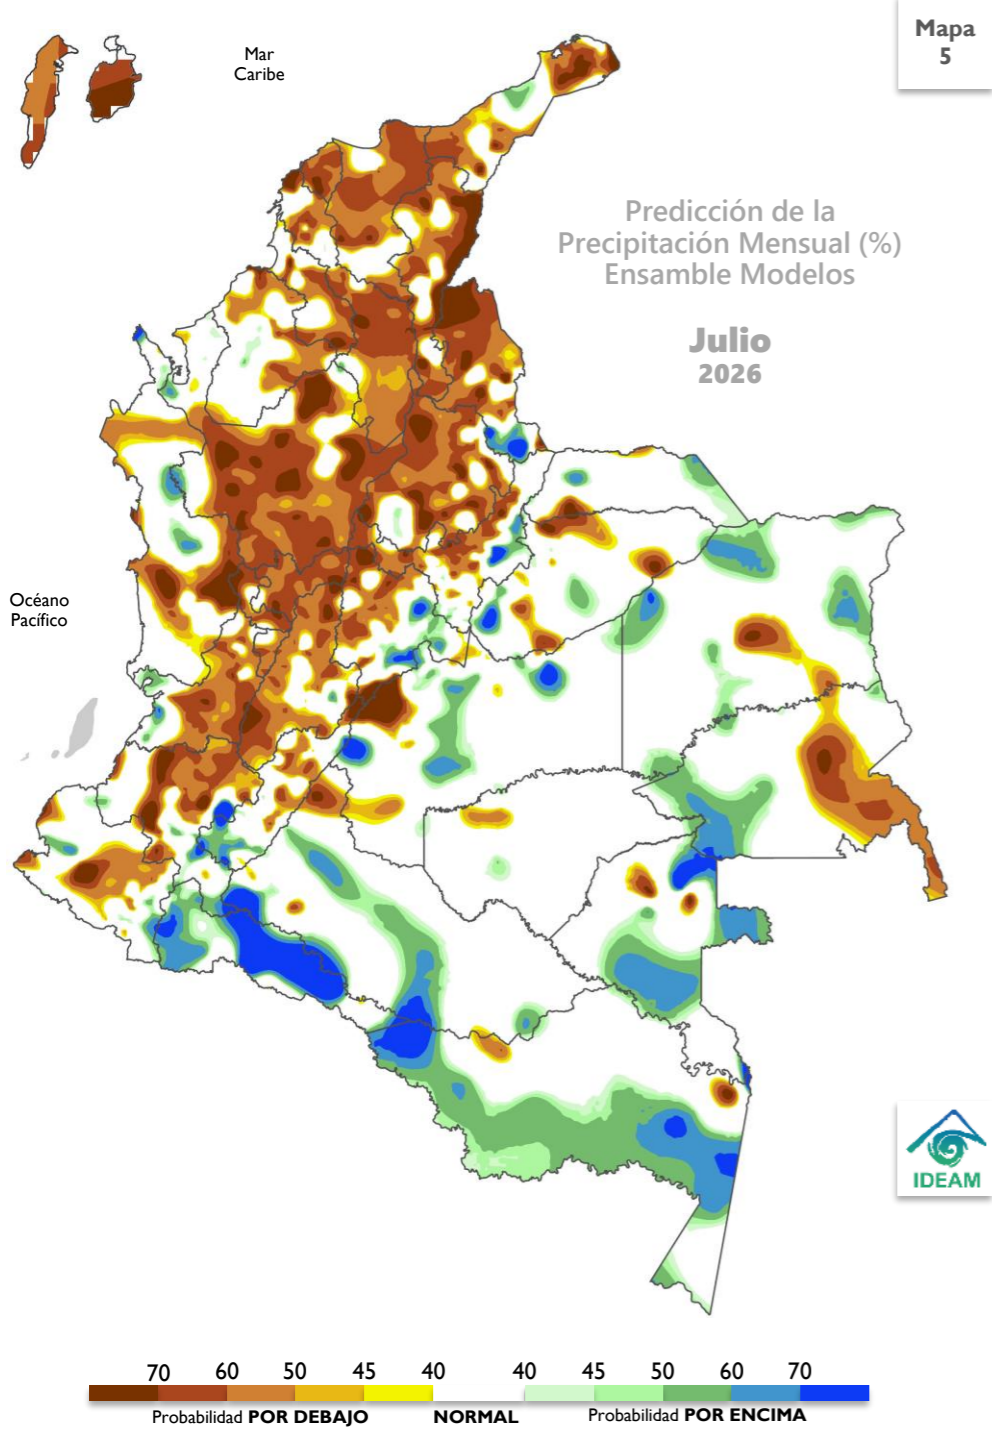 Mapa
5
Mar
Caribe
Predicción de la
Precipitación Mensual (%)
Ensamble Modelos
Julio
2026
Océano
Pacífico
IDEAM
70 60 50 45 40 40 45 50 60 70
Probabilidad POR DEBAJO NORMAL Probabilidad POR ENCIMA